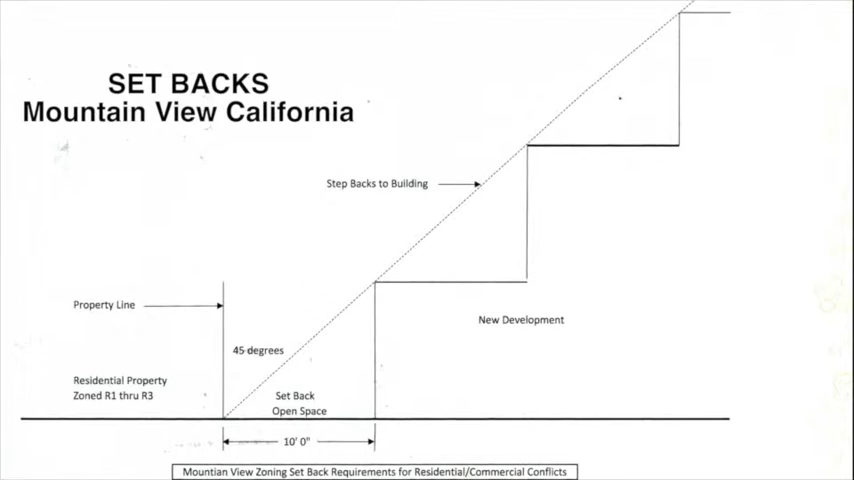 SET BACKS
Mountain View California
Step Backs to Building
Property Line
New Development
45 degrees
Residential Property
Zoned R1 thru R3
Set Back
Open Space
10' 0"
Mountian View Zoning Set Back Requirements for Residential/Commercial Conflicts